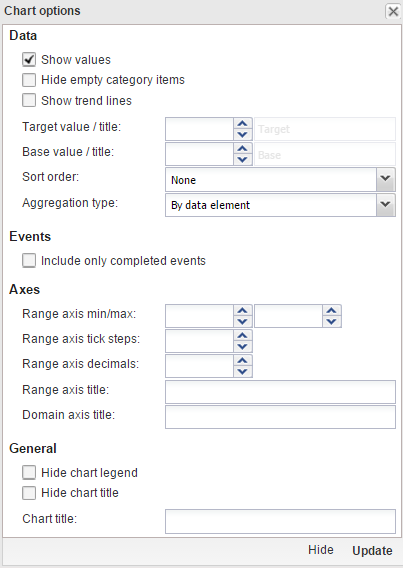 Chart options
Data
Show values
Hide empty category items
Show trend lines
Target value / title: Target
Base value / title: Base
Sort order: None
Aggregation type: By data element
Events
Include only completed events
Axes
Range axis min/max:
Range axis tick steps:
Range axis decimals:
Range axis title:
Domain axis title:
General
Hide chart legend
Hide chart title
Chart title:
Hide Update